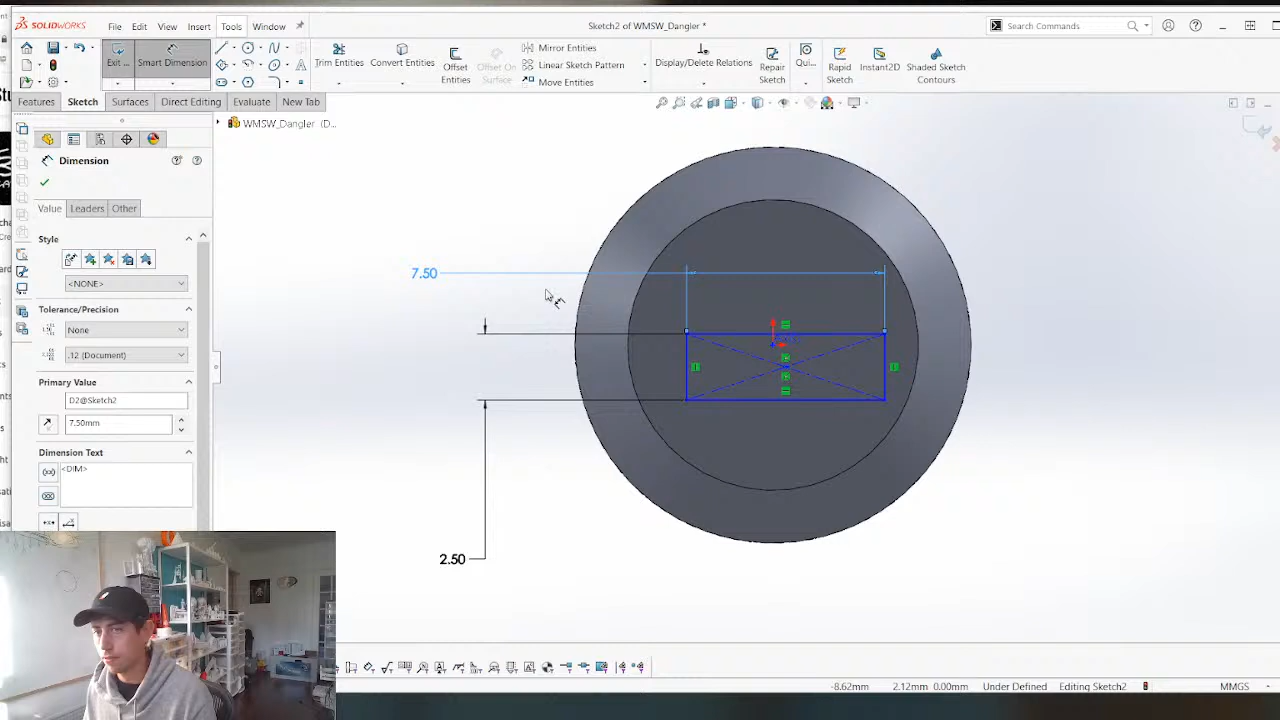 SOLIDWORKS File Edit View Insert Tools Window Sketch2 of WMSW_Dangler * Search Commands
Exit ... Smart Dimension Trim Entities Convert Entities Offset Entities Offset On Surface Mirror Entities Linear Sketch Pattern Move Entities Display/Delete Relations Repair Sketch Qui... Rapid Sketch Instant2D Shaded Sketch Contours
Features Sketch Surfaces Direct Editing Evaluate New Tab
WMSW_Dangler (D...
Dimension
Value Leaders Other
Style
<NONE>
7.50
Tolerance/Precision
None
.12 (Document)
Primary Value
D2@Sketch2
7.50mm
Dimension Text
<DIM>
2.50
-8.62mm 2.12mm 0.00mm Under Defined Editing Sketch2 MMGS